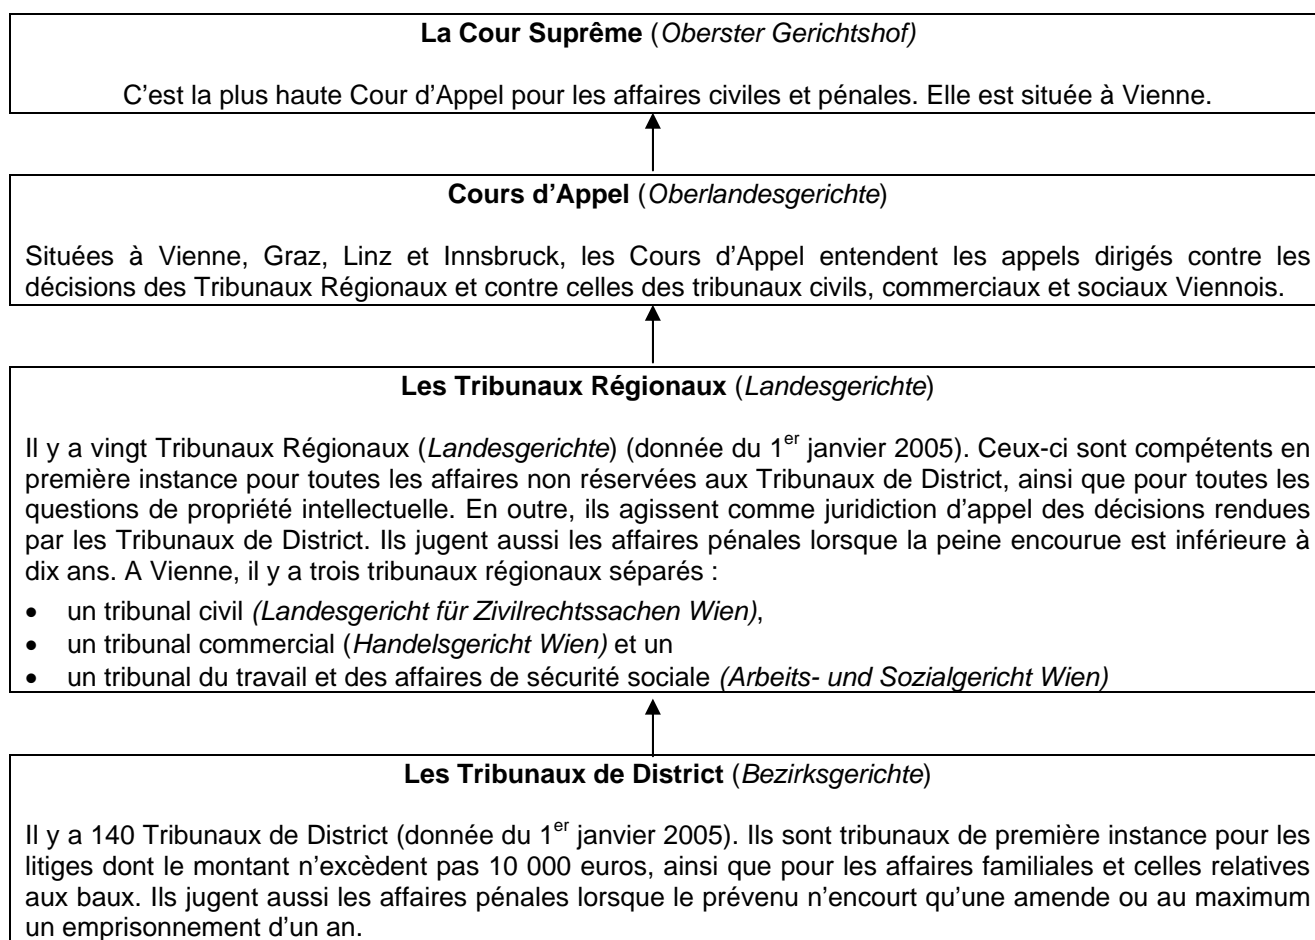 La Cour Suprême (Oberster Gerichtshof)
C'est la plus haute Cour d'Appel pour les affaires civiles et pénales. Elle est située à Vienne.
Cours d'Appel (Oberlandesgerichte)
Situées à Vienne, Graz, Linz et Innsbruck, les Cours d'Appel entendent les appels dirigés contre les
décisions des Tribunaux Régionaux et contre celles des tribunaux civils, commerciaux et sociaux Viennois.
Les Tribunaux Régionaux (Landesgerichte)
Il y a vingt Tribunaux Régionaux (Landesgerichte) (donnée du 1er janvier 2005). Ceux-ci sont compétents en
première instance pour toutes les affaires non réservées aux Tribunaux de District, ainsi que pour toutes les
questions de propriété intellectuelle. En outre, ils agissent comme juridiction d'appel des décisions rendues
par les Tribunaux de District. Ils jugent aussi les affaires pénales lorsque la peine encourue est inférieure à
dix ans. A Vienne, il y a trois tribunaux régionaux séparés :
• un tribunal civil (Landesgericht für Zivilrechtssachen Wien),
• un tribunal commercial (Handelsgericht Wien) et un
• un tribunal du travail et des affaires de sécurité sociale (Arbeits- und Sozialgericht Wien)
Les Tribunaux de District (Bezirksgerichte)
Il y a 140 Tribunaux de District (donnée du 1er janvier 2005). Ils sont tribunaux de première instance pour les
litiges dont le montant n'excèdent pas 10 000 euros, ainsi que pour les affaires familiales et celles relatives
aux baux. Ils jugent aussi les affaires pénales lorsque le prévenu n'encourt qu'une amende ou au maximum
un emprisonnement d'un an.